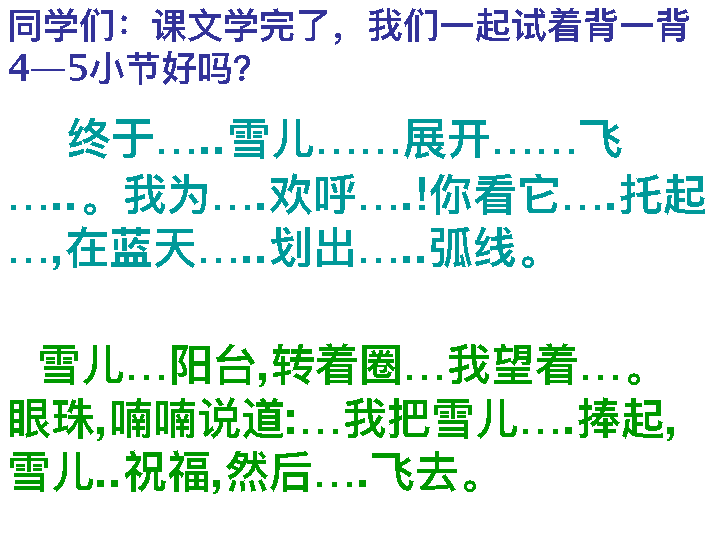 同学们：课文学完了，我们一起试着背一背
4—5小节好吗？
终于…..雪儿……展开……飞
…..。我为….欢呼….!你看它….托起
…,在蓝天…..划出…..弧线。
雪儿…阳台,转着圈…我望着…。
眼珠,喃喃说道:…我把雪儿….捧起,
雪儿..祝福,然后….飞去。